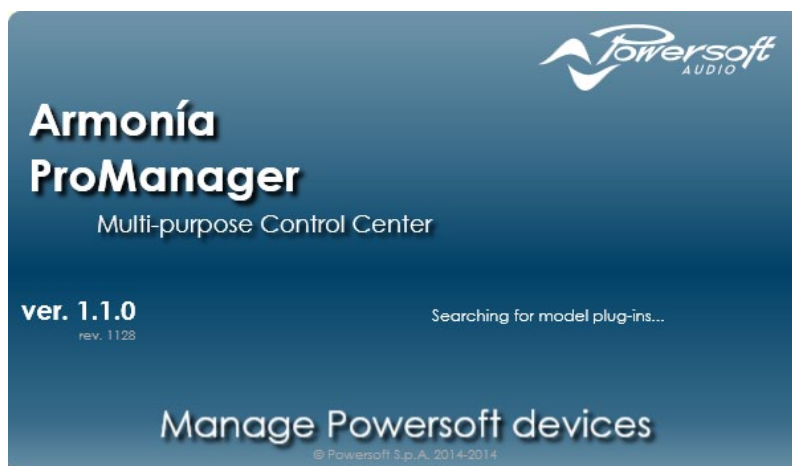 Powersoft
AUDIO
Armonía
ProManager
Multi-purpose Control Center
ver. 1.1.0
rev. 1128
Searching for model plug-ins...
Manage Powersoft devices
© Powersoft S.p.A. 2014-2014